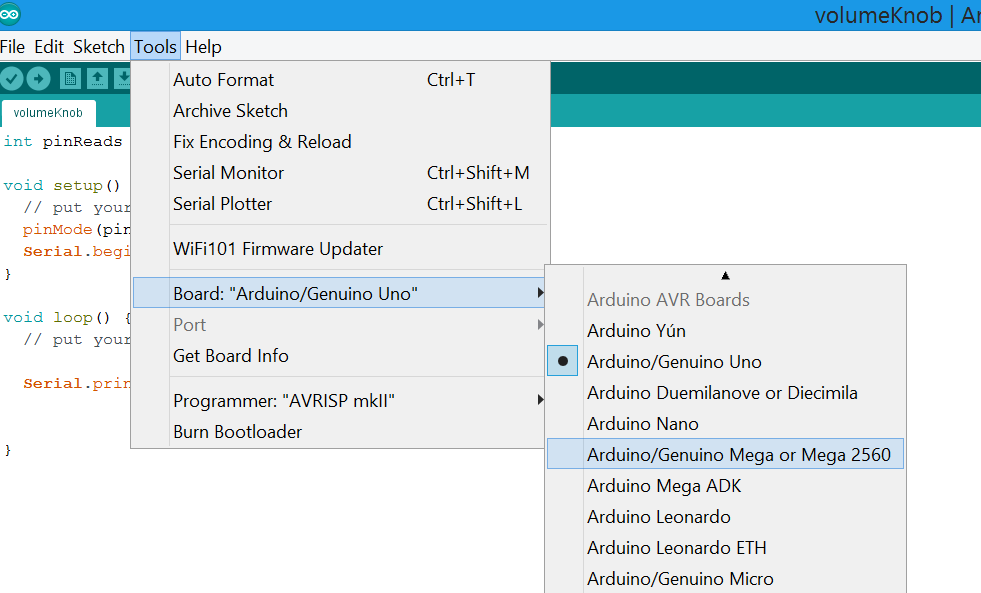 volumeKnob | Ar
File Edit Sketch Tools Help
volumeKnob
int pinReads
void setup()
// put your
pinMode(pin
Serial.begi
}
void loop() {
// put your
Serial.prin
}
Auto Format Ctrl+T
Archive Sketch
Fix Encoding & Reload
Serial Monitor Ctrl+Shift+M
Serial Plotter Ctrl+Shift+L
WiFi101 Firmware Updater
Board: "Arduino/Genuino Uno"
Port
Get Board Info
Programmer: "AVRISP mkII"
Burn Bootloader
Arduino AVR Boards
Arduino Yún
Arduino/Genuino Uno
Arduino Duemilanove or Diecimila
Arduino Nano
Arduino/Genuino Mega or Mega 2560
Arduino Mega ADK
Arduino Leonardo
Arduino Leonardo ETH
Arduino/Genuino Micro